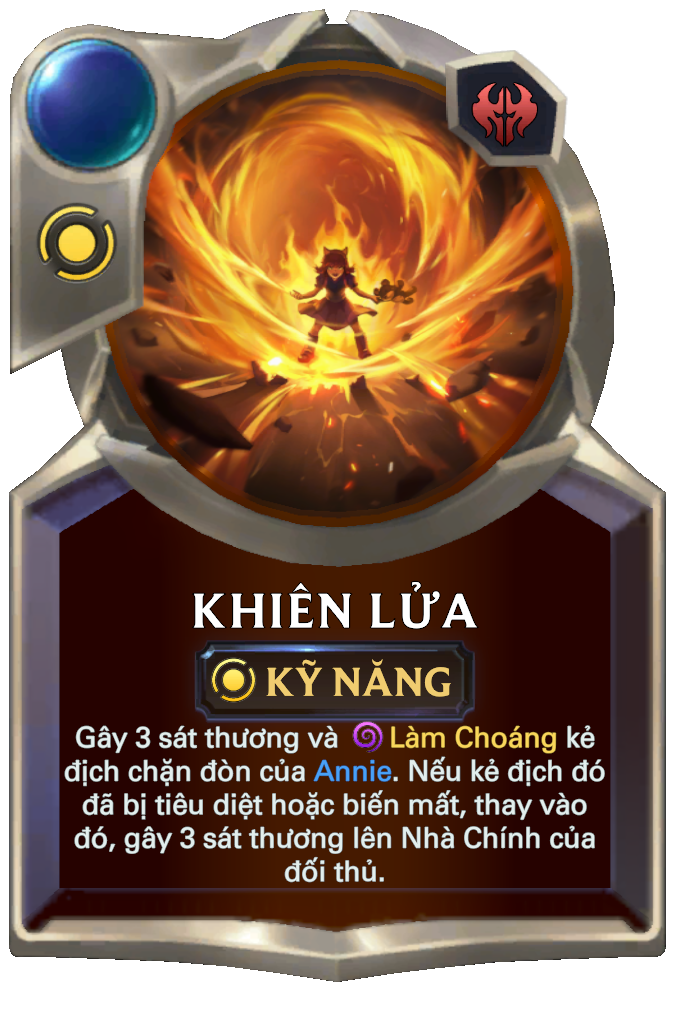 KHIÊN LỬA
KỸ NĂNG
Gây 3 sát thương và Làm Choáng kẻ
địch chặn đòn của Annie. Nếu kẻ địch đó
đã bị tiêu diệt hoặc biến mất, thay vào
đó, gây 3 sát thương lên Nhà Chính của
đối thủ.